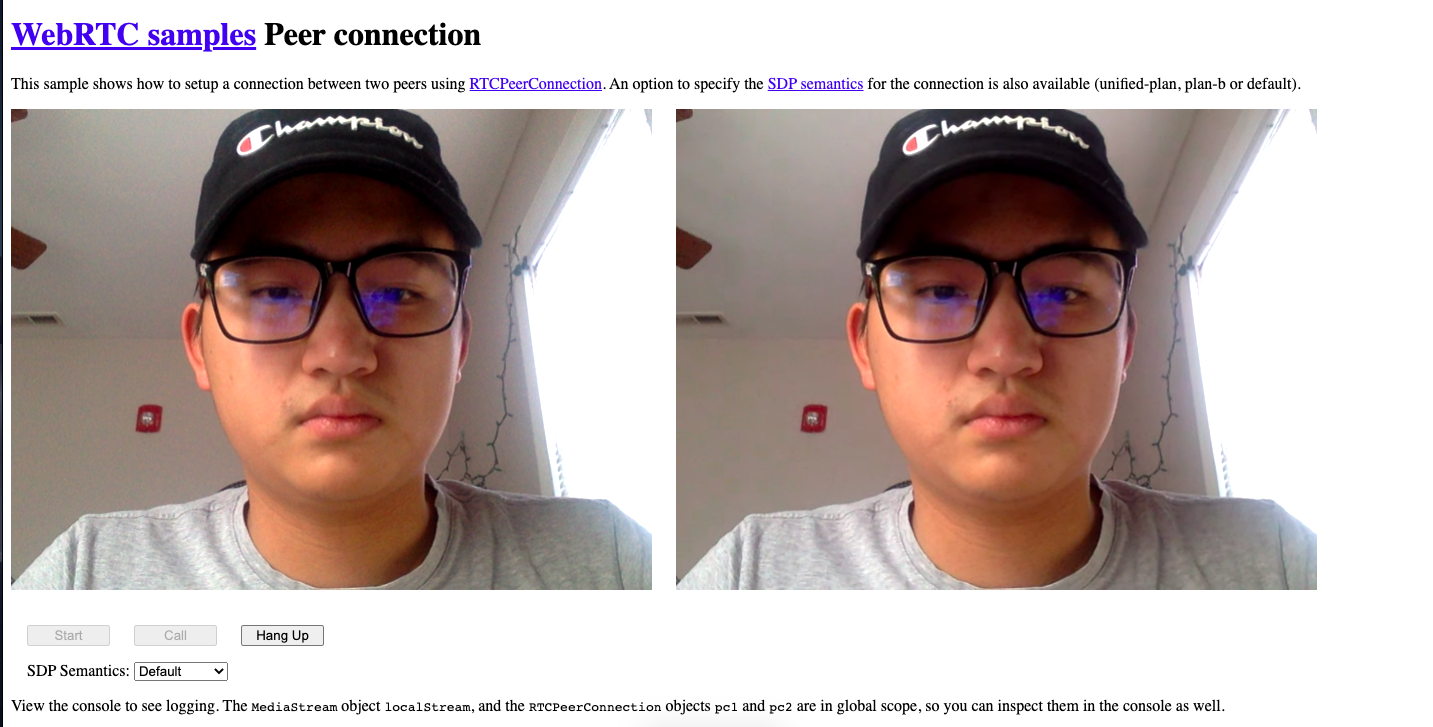 WebRTC samples Peer connection
This sample shows how to setup a connection between two peers using RTCPeerConnection. An option to specify the SDP semantics for the connection is also available (unified-plan, plan-b or default).
Champion Champion
Start Call Hang Up
SDP Semantics: Default
View the console to see logging. The MediaStream object localStream, and the RTCPeerConnection objects pc1 and pc2 are in global scope, so you can inspect them in the console as well.